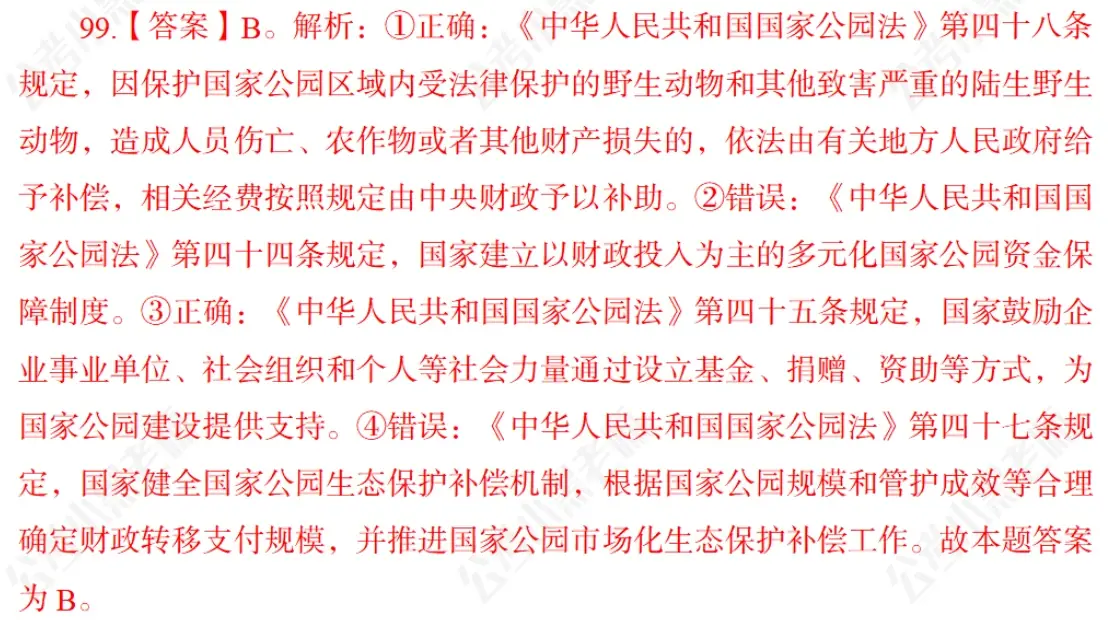 99.【答案】B。解析：①正确：《中华人民共和国国家公园法》第四十八条
规定，因保护国家公园区域内受法律保护的野生动物和其他致害严重的陆生野生
动物，造成人员伤亡、农作物或者其他财产损失的，依法由有关地方人民政府给
予补偿，相关经费按照规定由中央财政予以补助。②错误：《中华人民共和国国
家公园法》第四十四条规定，国家建立以财政投入为主的多元化国家公园资金保
障制度。③正确：《中华人民共和国国家公园法》第四十五条规定，国家鼓励企
业事业单位、社会组织和个人等社会力量通过设立基金、捐赠、资助等方式，为
国家公园建设提供支持。④错误：《中华人民共和国国家公园法》第四十七条规
定，国家健全国家公园生态保护补偿机制，根据国家公园规模和管护成效等合理
确定财政转移支付规模，并推进国家公园市场化生态保护补偿工作。故本题答案
为 B。